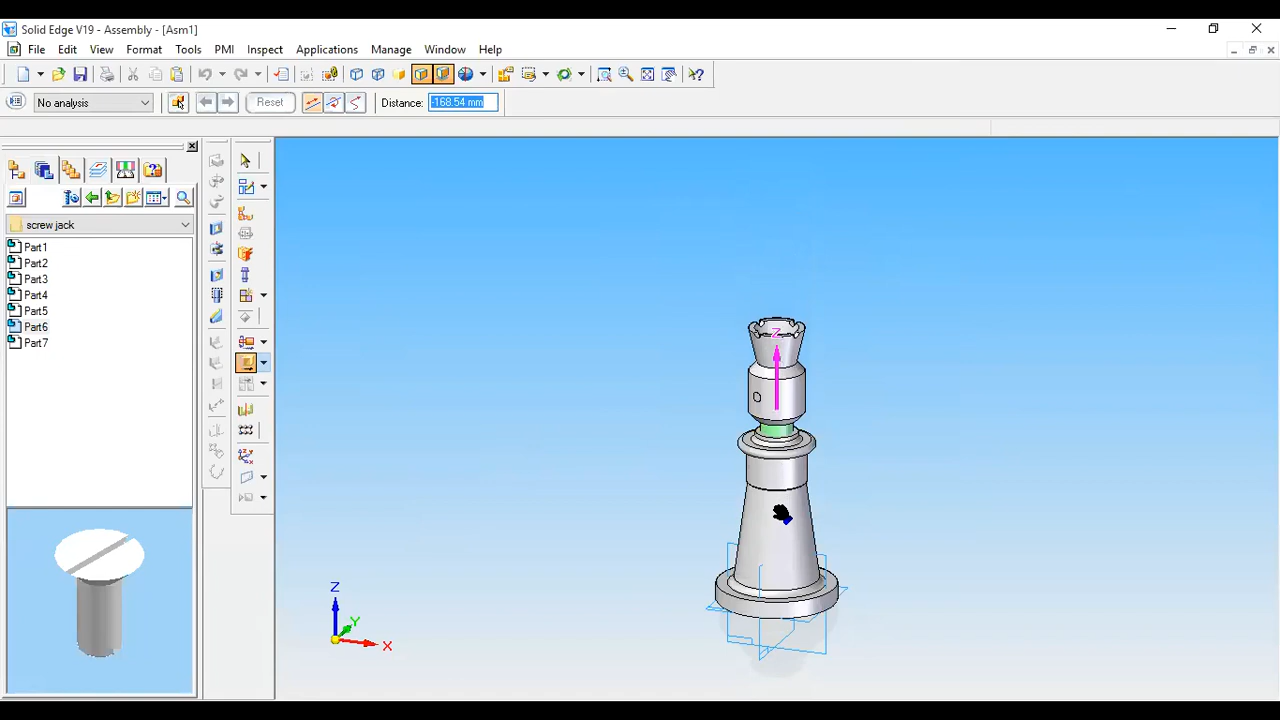 Solid Edge V19 - Assembly - [Asm1]
File Edit View Format Tools PMI Inspect Applications Manage Window Help
No analysis Reset Distance: -168.54 mm
screw jack
Part1
Part2
Part3
Part4
Part5
Part6
Part7
Z
Z
Y
X